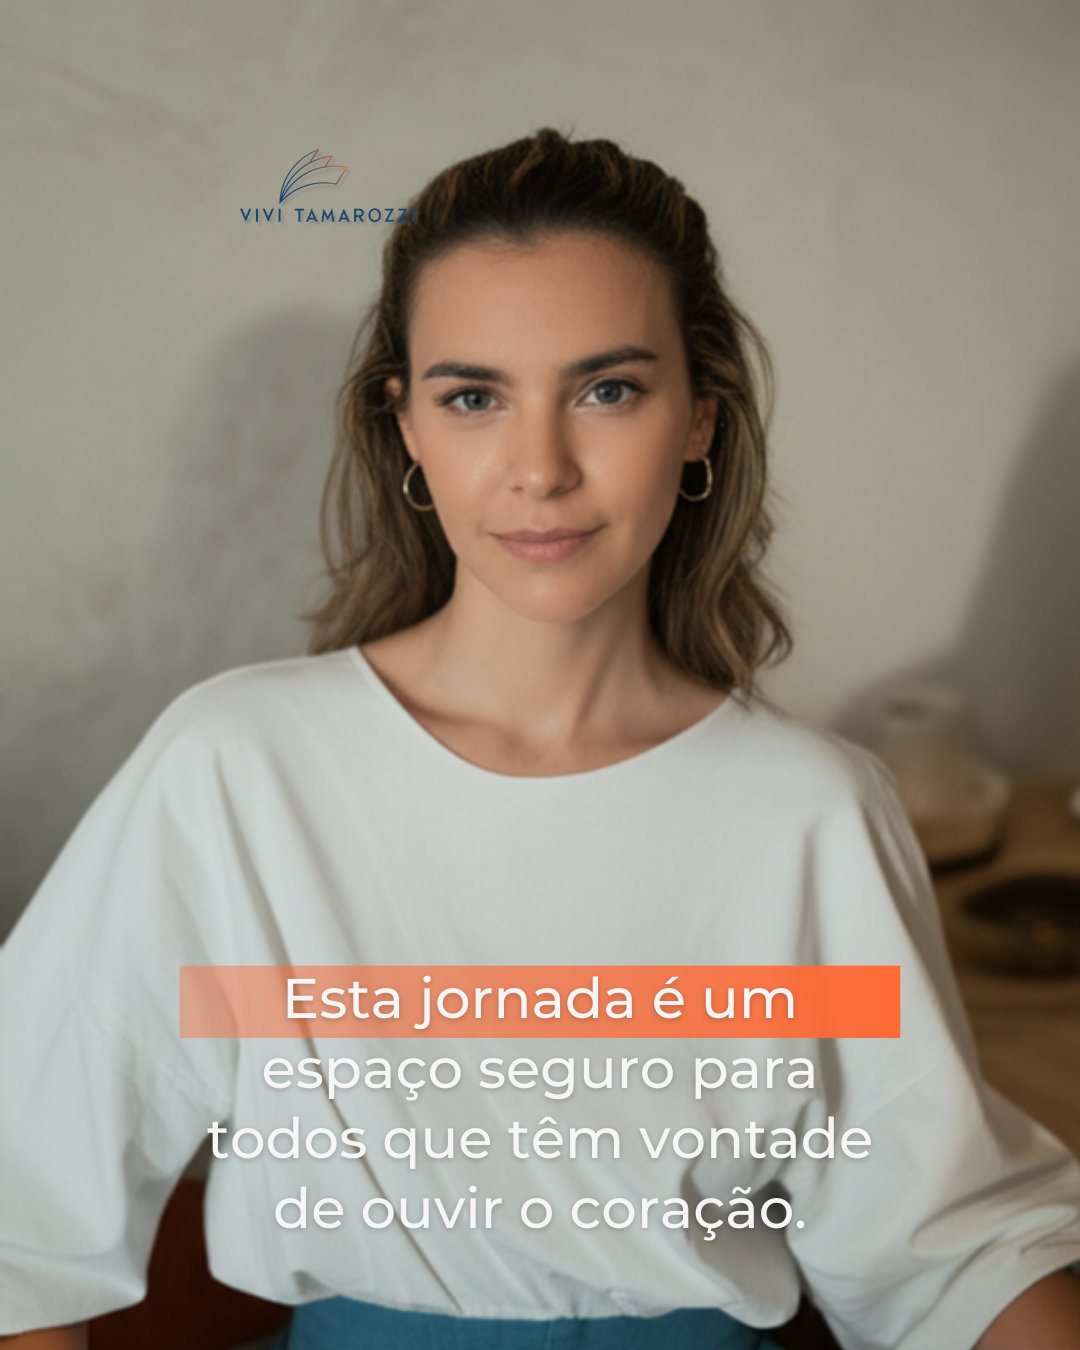 VIVI TAMAROZZI
Esta jornada é um
espaço seguro para
todos que têm vontade
de ouvir o coração.